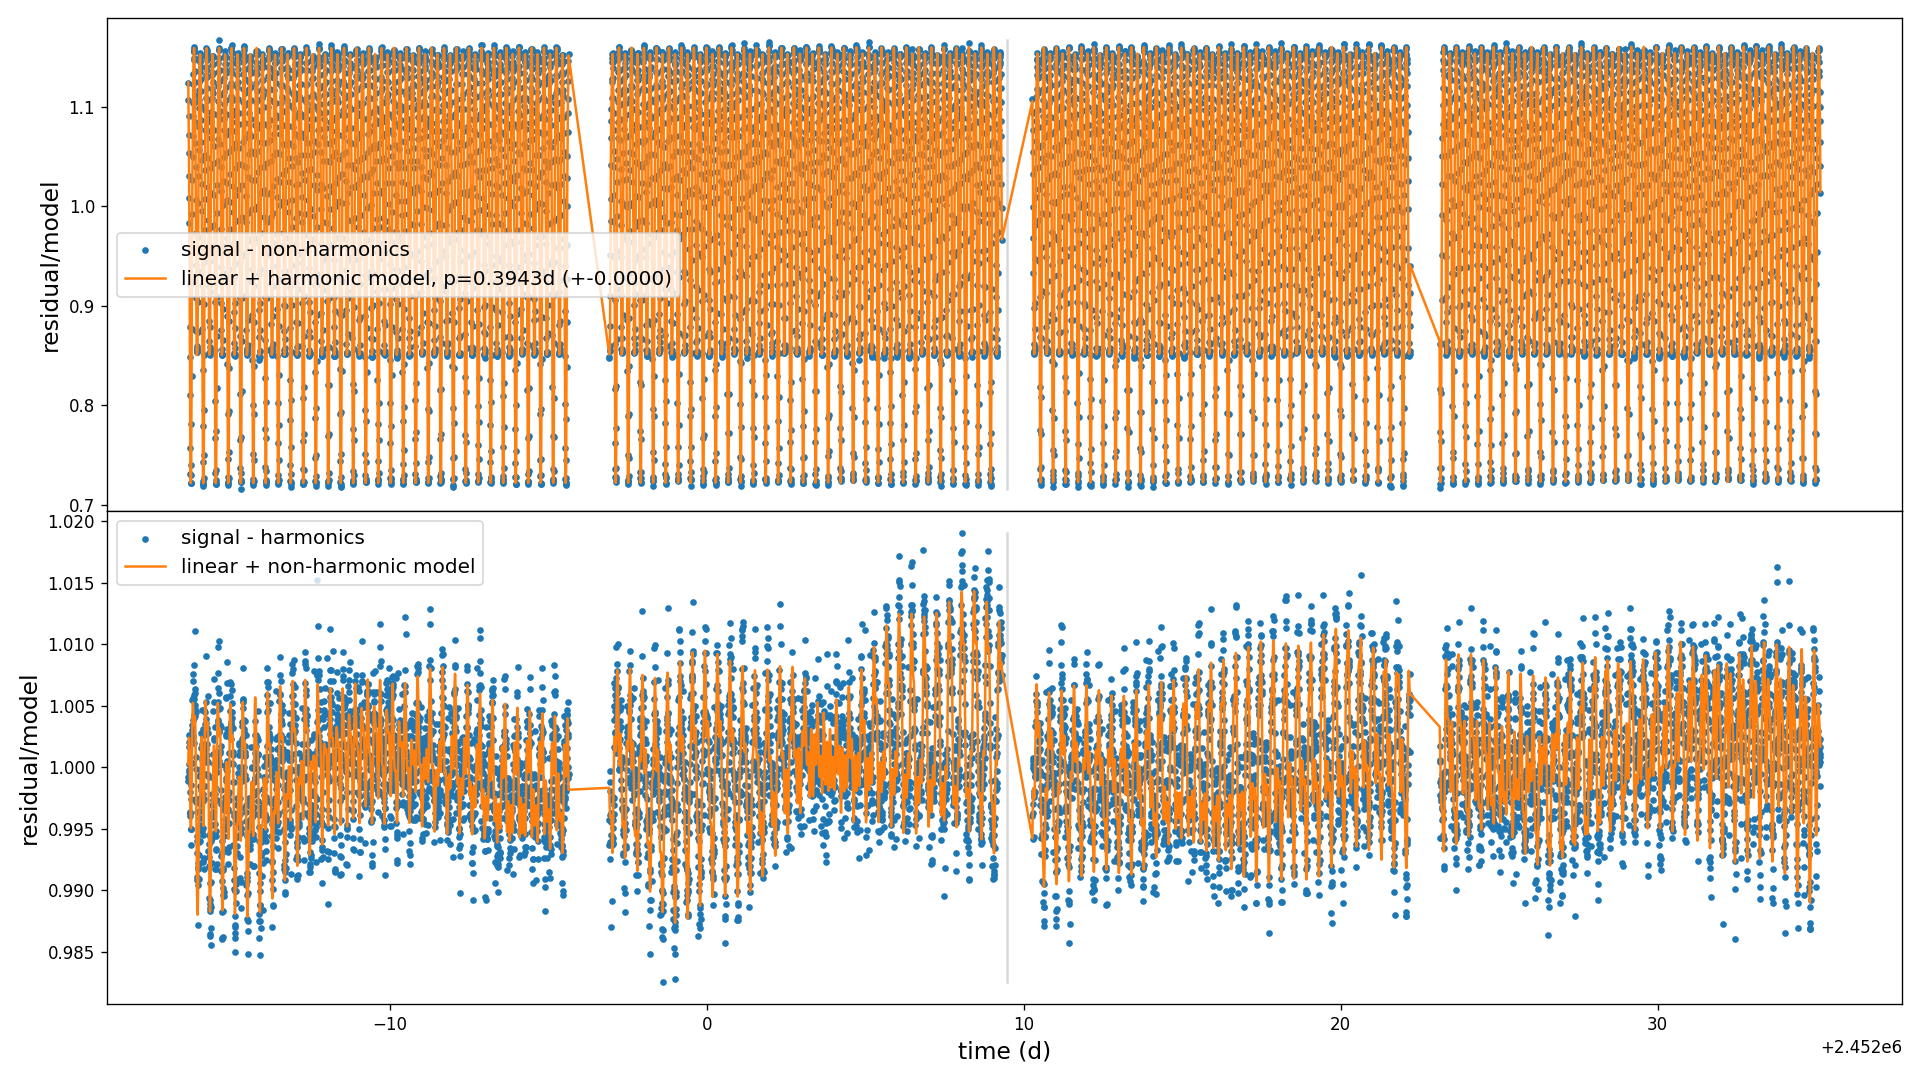 residual/model
1.1
1.0
0.9
0.8
0.7
signal - non-harmonics
linear + harmonic model, p=0.3943d (+-0.0000)
residual/model
1.020
1.015
1.010
1.005
1.000
0.995
0.990
0.985
signal - harmonics
linear + non-harmonic model
−10 0 10 20 30
time (d)
+2.452e6